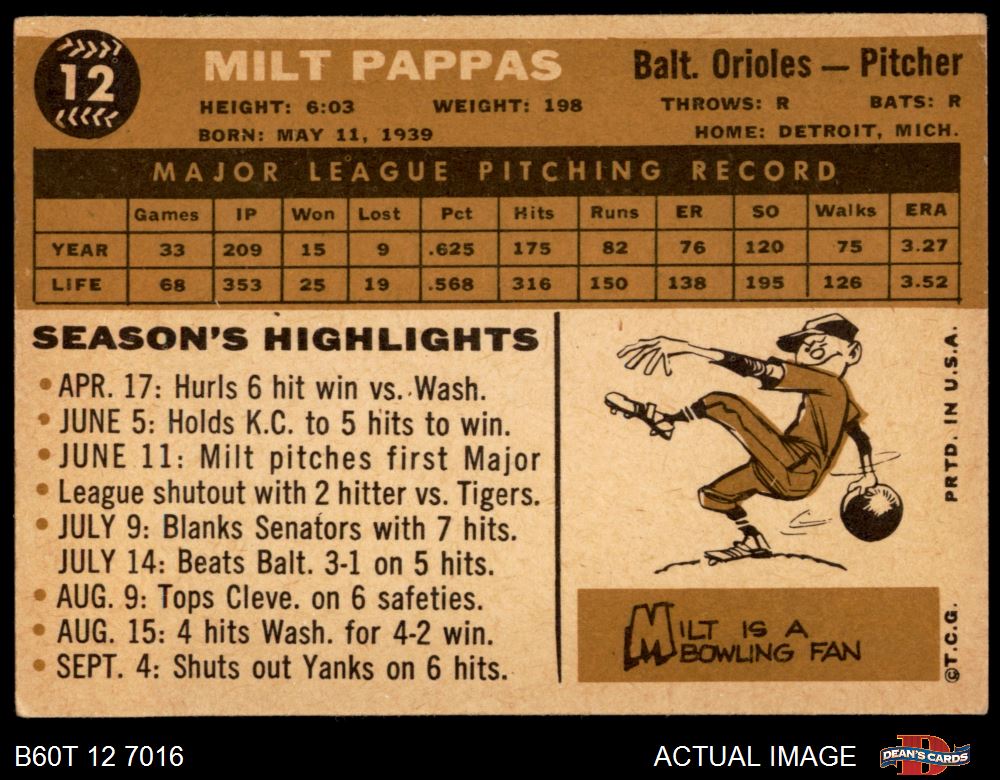 12
MILT PAPPAS
Balt. Orioles — Pitcher
HEIGHT: 6:03 WEIGHT: 198 THROWS: R BATS: R
BORN: MAY 11, 1939 HOME: DETROIT, MICH.
MAJOR LEAGUE PITCHING RECORD
Games IP Won Lost Pct Hits Runs ER SO Walks ERA
YEAR 33 209 15 9 .625 175 82 76 120 75 3.27
LIFE 68 353 25 19 .568 316 150 138 195 126 3.52
SEASON'S HIGHLIGHTS
• APR. 17: Hurls 6 hit win vs. Wash.
• JUNE 5: Holds K.C. to 5 hits to win.
• JUNE 11: Milt pitches first Major
• League shutout with 2 hitter vs. Tigers.
• JULY 9: Blanks Senators with 7 hits.
JULY 14: Beats Balt. 3-1 on 5 hits.
• AUG. 9: Tops Cleve. on 6 safeties.
• AUG. 15: 4 hits Wash. for 4-2 win.
• SEPT. 4: Shuts out Yanks on 6 hits.
MILT IS A
BOWLING FAN
©T.C.G. PRTD. IN U.S.A.
B60T 12 7016
ACTUAL IMAGE
DEAN'S CARDS